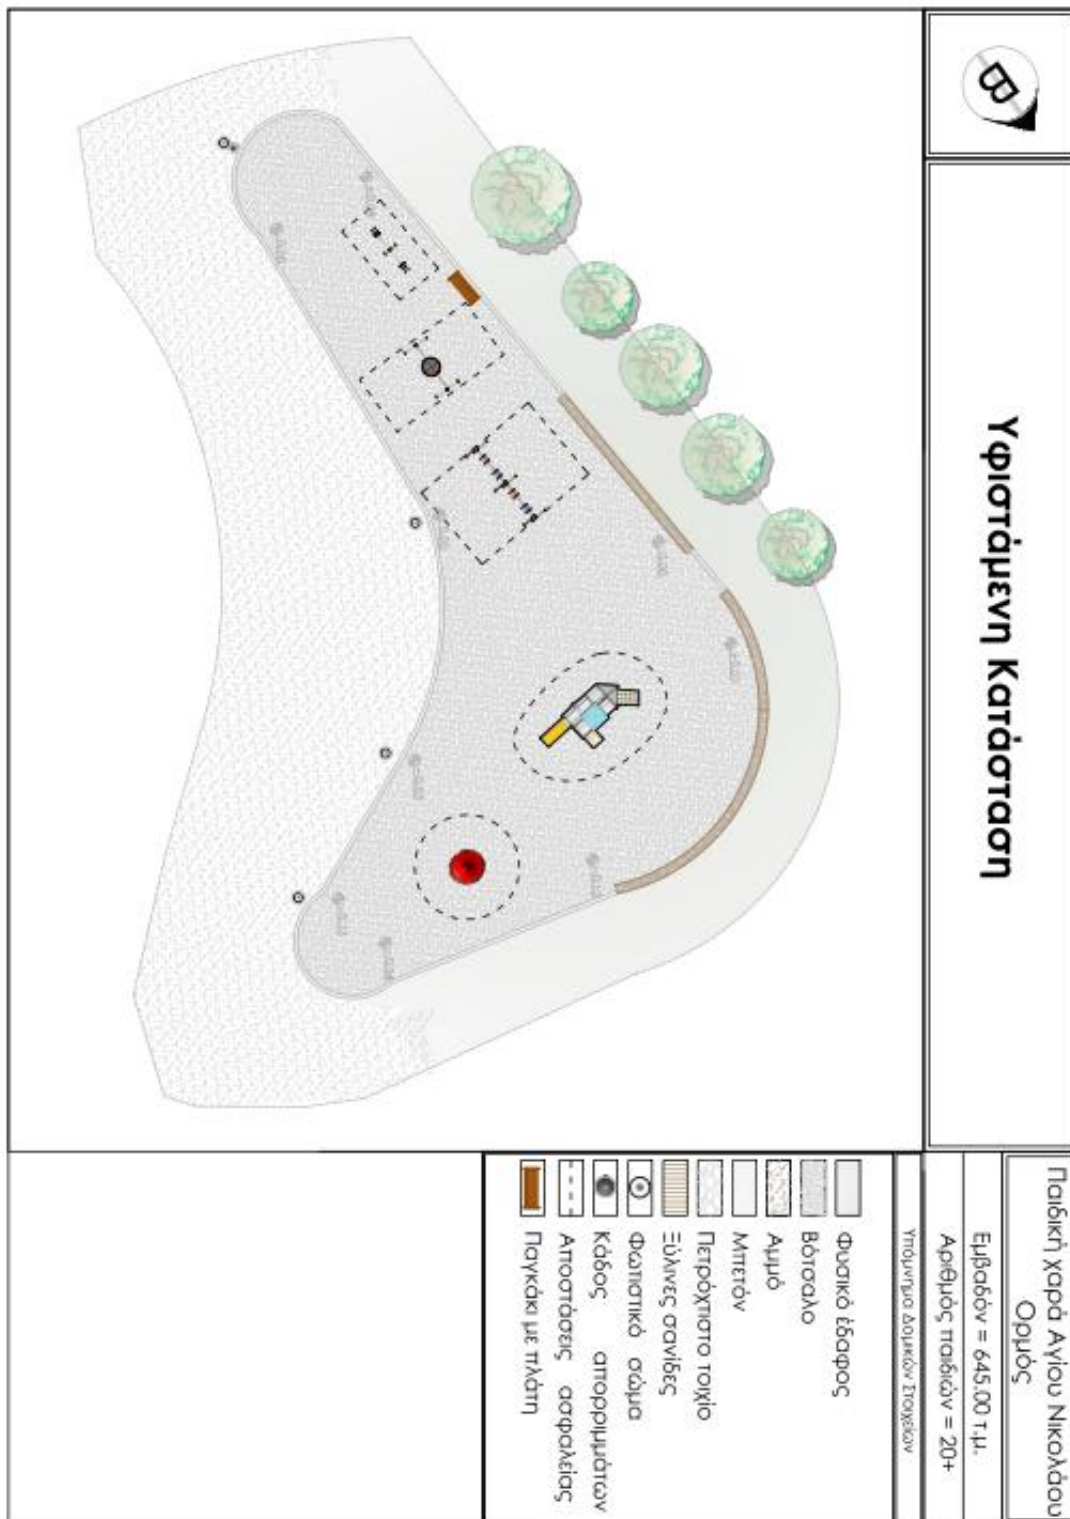 Β
Υφιστάμενη Κατάσταση
Παιδική χαρά Αγίου Νικολάου
Ορμός
Εμβαδόν = 645.00 τ.μ.
Αριθμός παιδιών = 20+
Υπόμνημα Δομικών Στοιχείων
Φυσικό έδαφος
Βότσαλο
Αμμό
Μπετόν
Πετρόχτιστο τοιχίο
Ξύλινες σανίδες
Φωτιστικό σώμα
Κάδος απορριμμάτων
Αποστάσεις ασφαλείας
Παγκάκι με πλάτη